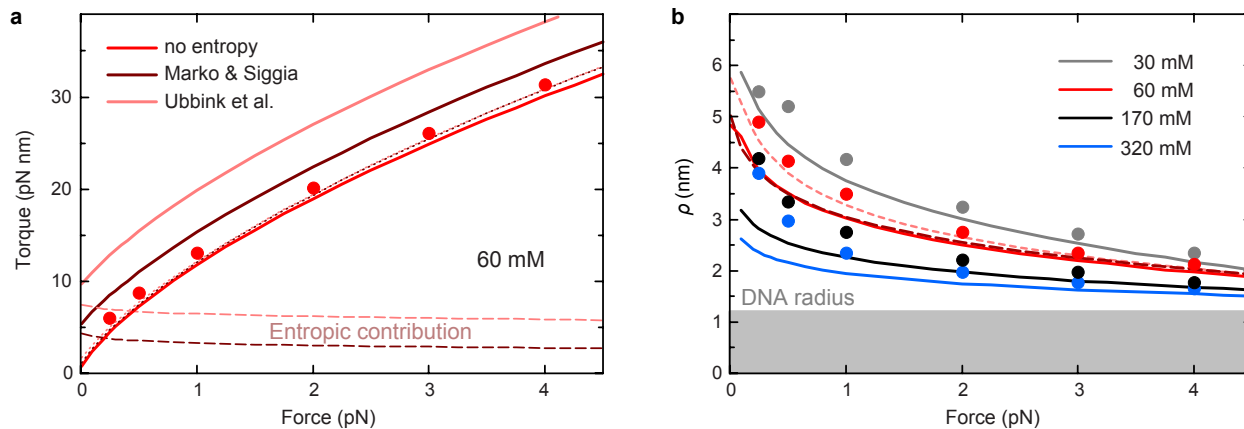 a
no entropy
Marko & Siggia
Ubbink et al.
60 mM
Entropic contribution
Torque (pN nm)
30
20
10
0
0
1
2
3
4
Force (pN)
b
30 mM
60 mM
170 mM
320 mM
DNA radius
ρ (nm)
6
5
4
3
2
1
0
0
1
2
3
4
Force (pN)